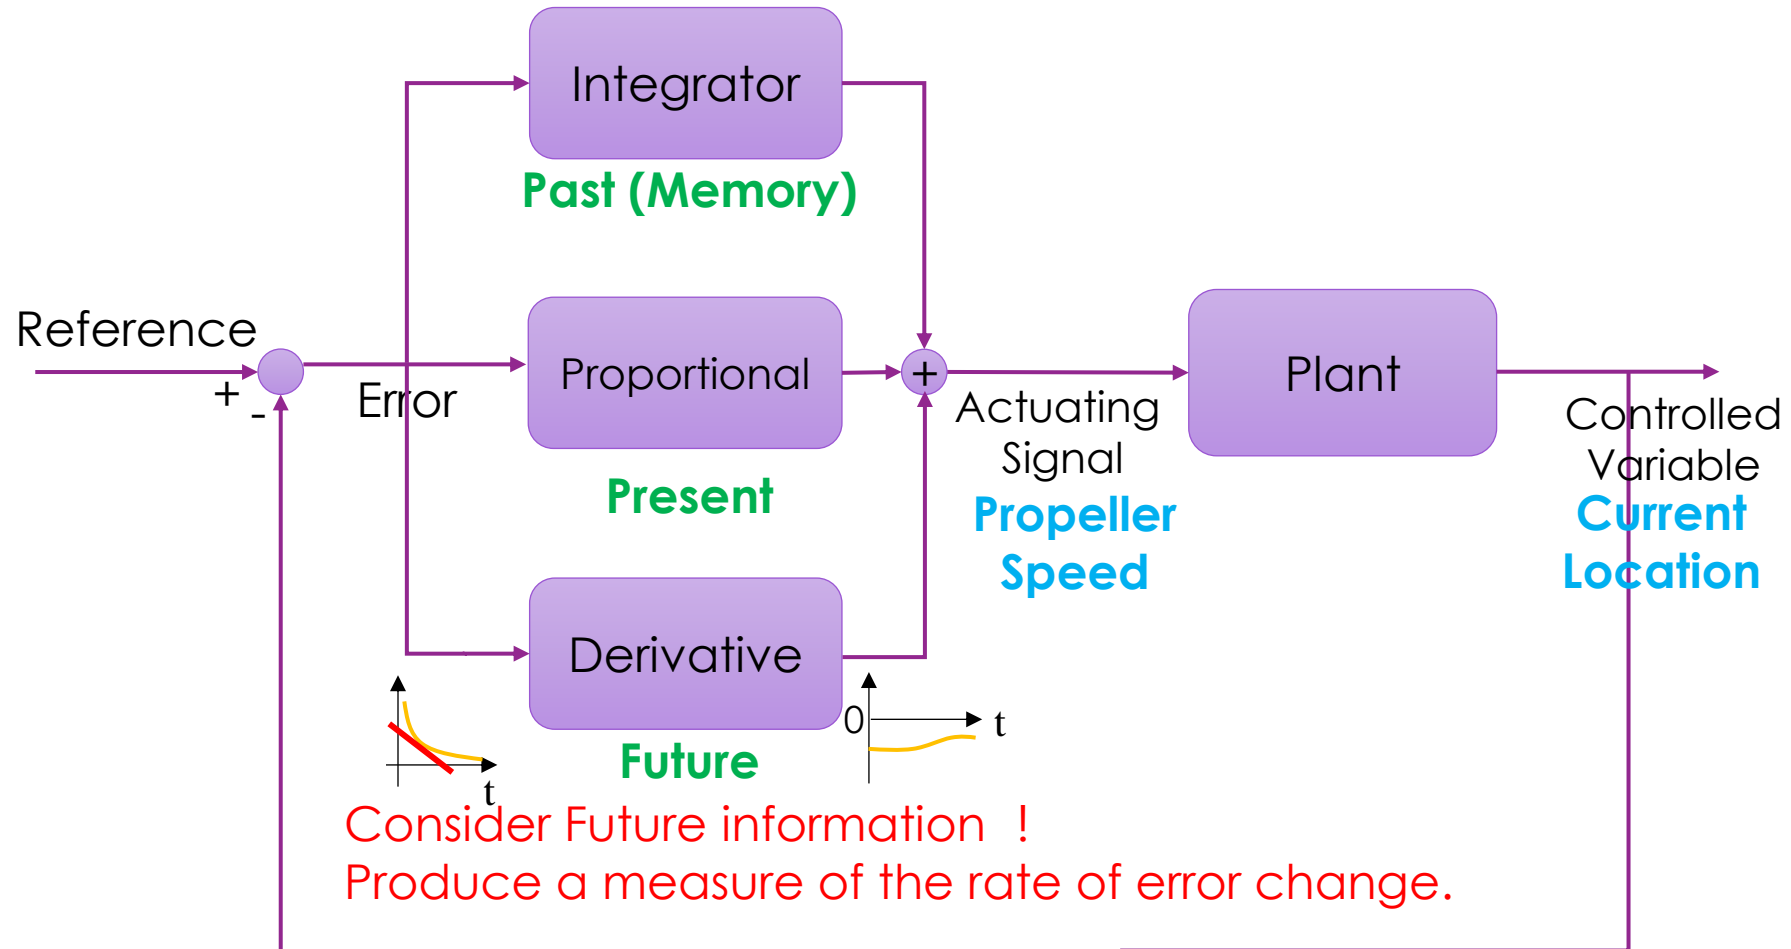 Integrator
Past (Memory)
Reference
+
-
Error
Proportional
Present
+
Actuating
Signal
Propeller
Speed
Plant
Controlled
Variable
Current
Location
Derivative
Future
t
0
t
Consider Future information !
Produce a measure of the rate of error change.